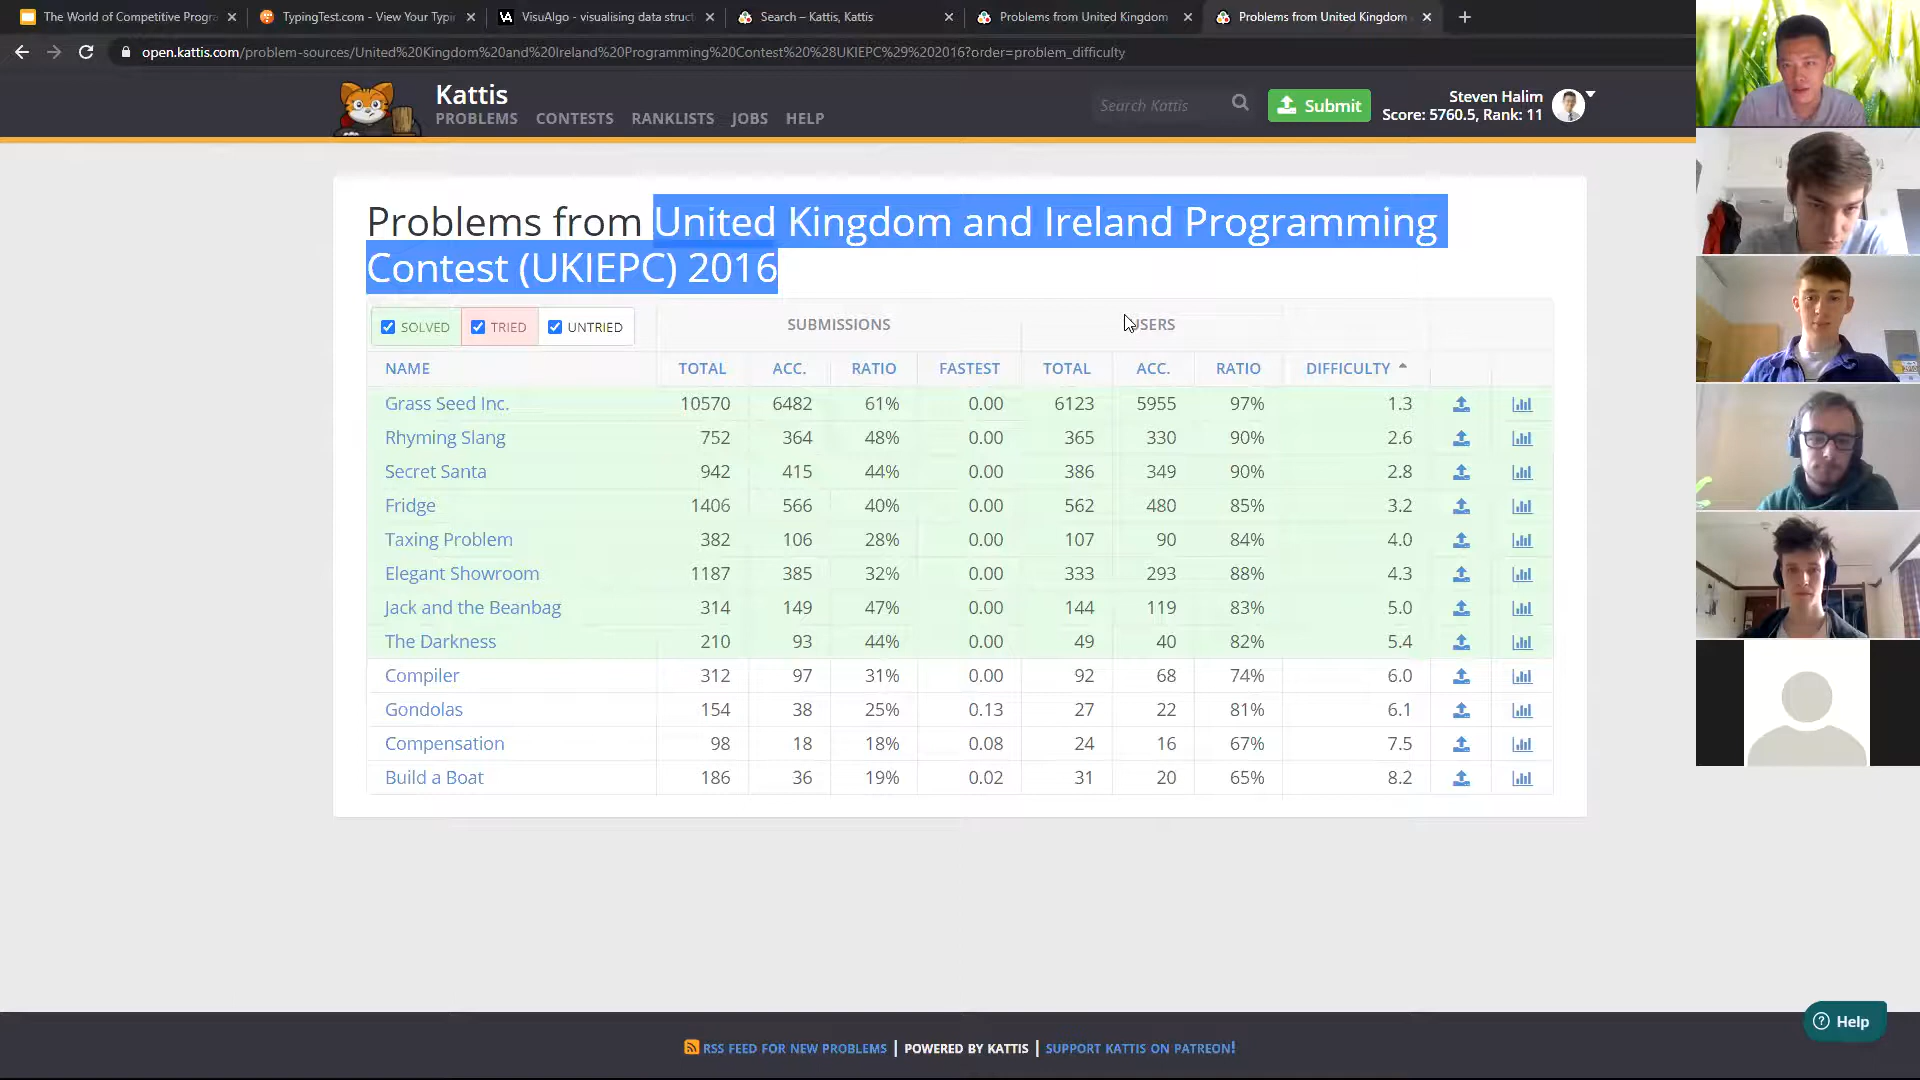 The World of Competitive Progra
TypingTest.com - View Your Typi
VisuAlgo - visualising data struct
Search – Kattis, Kattis
Problems from United Kingdom
Problems from United Kingdom
open.kattis.com/problem-sources/United%20Kingdom%20and%20Ireland%20Programming%20Contest%20%28UKIEPC%29%202016?order=problem_difficulty
Kattis
PROBLEMS CONTESTS RANKLISTS JOBS HELP
Search Kattis
Submit
Steven Halim
Score: 5760.5, Rank: 11
Problems from United Kingdom and Ireland Programming
Contest (UKIEPC) 2016
SOLVED TRIED UNTRIED SUBMISSIONS USERS
NAME TOTAL ACC. RATIO FASTEST TOTAL ACC. RATIO DIFFICULTY
Grass Seed Inc. 10570 6482 61% 0.00 6123 5955 97% 1.3
Rhyming Slang 752 364 48% 0.00 365 330 90% 2.6
Secret Santa 942 415 44% 0.00 386 349 90% 2.8
Fridge 1406 566 40% 0.00 562 480 85% 3.2
Taxing Problem 382 106 28% 0.00 107 90 84% 4.0
Elegant Showroom 1187 385 32% 0.00 333 293 88% 4.3
Jack and the Beanbag 314 149 47% 0.00 144 119 83% 5.0
The Darkness 210 93 44% 0.00 49 40 82% 5.4
Compiler 312 97 31% 0.00 92 68 74% 6.0
Gondolas 154 38 25% 0.13 27 22 81% 6.1
Compensation 98 18 18% 0.08 24 16 67% 7.5
Build a Boat 186 36 19% 0.02 31 20 65% 8.2
Help
RSS FEED FOR NEW PROBLEMS | POWERED BY KATTIS | SUPPORT KATTIS ON PATREON!